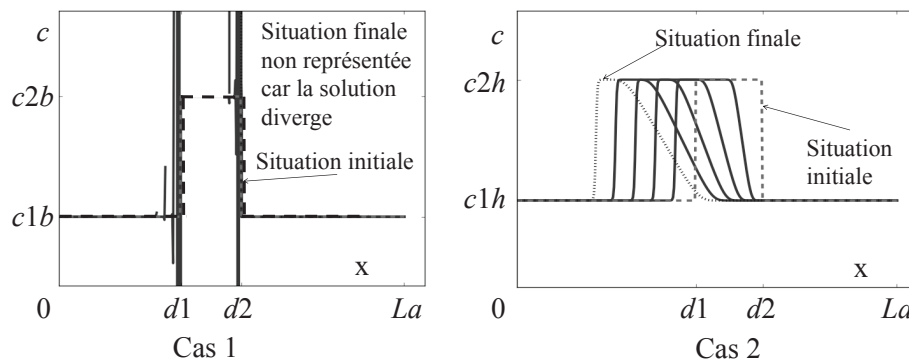 c
c2b
c1b
Situation finale
non représentée
car la solution
diverge
Situation initiale
x
0
d1
d2
La
Cas 1
c
c2h
c1h
Situation finale
Situation
initiale
x
0
d1
d2
La
Cas 2